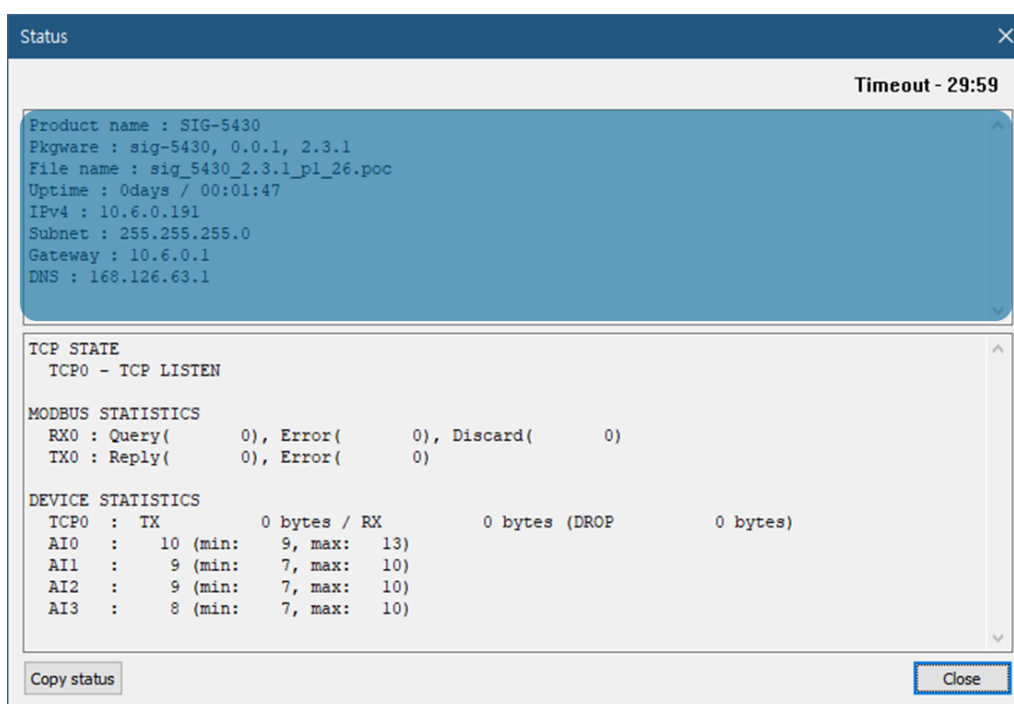 Status
Timeout - 29:59
Product name : SIG-5430
Pkgware : sig-5430, 0.0.1, 2.3.1
File name : sig_5430_2.3.1_p1_26.poc
Uptime : 0days / 00:01:47
IPv4 : 10.6.0.191
Subnet : 255.255.255.0
Gateway : 10.6.0.1
DNS : 168.126.63.1
TCP STATE
TCP0 - TCP LISTEN
MODBUS STATISTICS
RX0 : Query( 0), Error( 0), Discard( 0)
TX0 : Reply( 0), Error( 0)
DEVICE STATISTICS
TCP0 : TX 0 bytes / RX 0 bytes (DROP 0 bytes)
AI0 : 10 (min: 9, max: 13)
AI1 : 9 (min: 7, max: 10)
AI2 : 9 (min: 7, max: 10)
AI3 : 8 (min: 7, max: 10)
Copy status
Close